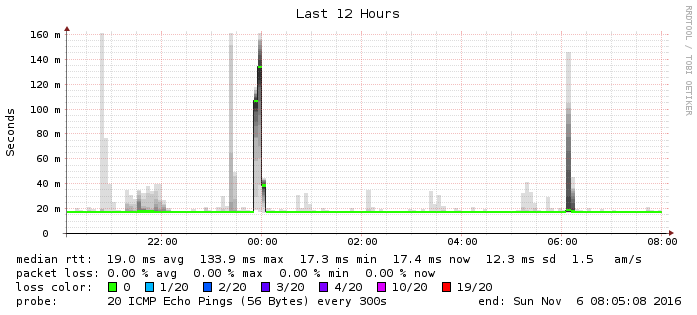 Last 12 Hours
RRDTOOL / TOBI OETIKER
Seconds
160 m
140 m
120 m
100 m
80 m
60 m
40 m
20 m
0
22:00 00:00 02:00 04:00 06:00 08:00
median rtt: 19.0 ms avg 133.9 ms max 17.3 ms min 17.4 ms now 12.3 ms sd 1.5 am/s
packet loss: 0.00 % avg 0.00 % max 0.00 % min 0.00 % now
loss color: 0 1/20 2/20 3/20 4/20 10/20 19/20
probe: 20 ICMP Echo Pings (56 Bytes) every 300s end: Sun Nov 6 08:05:08 2016